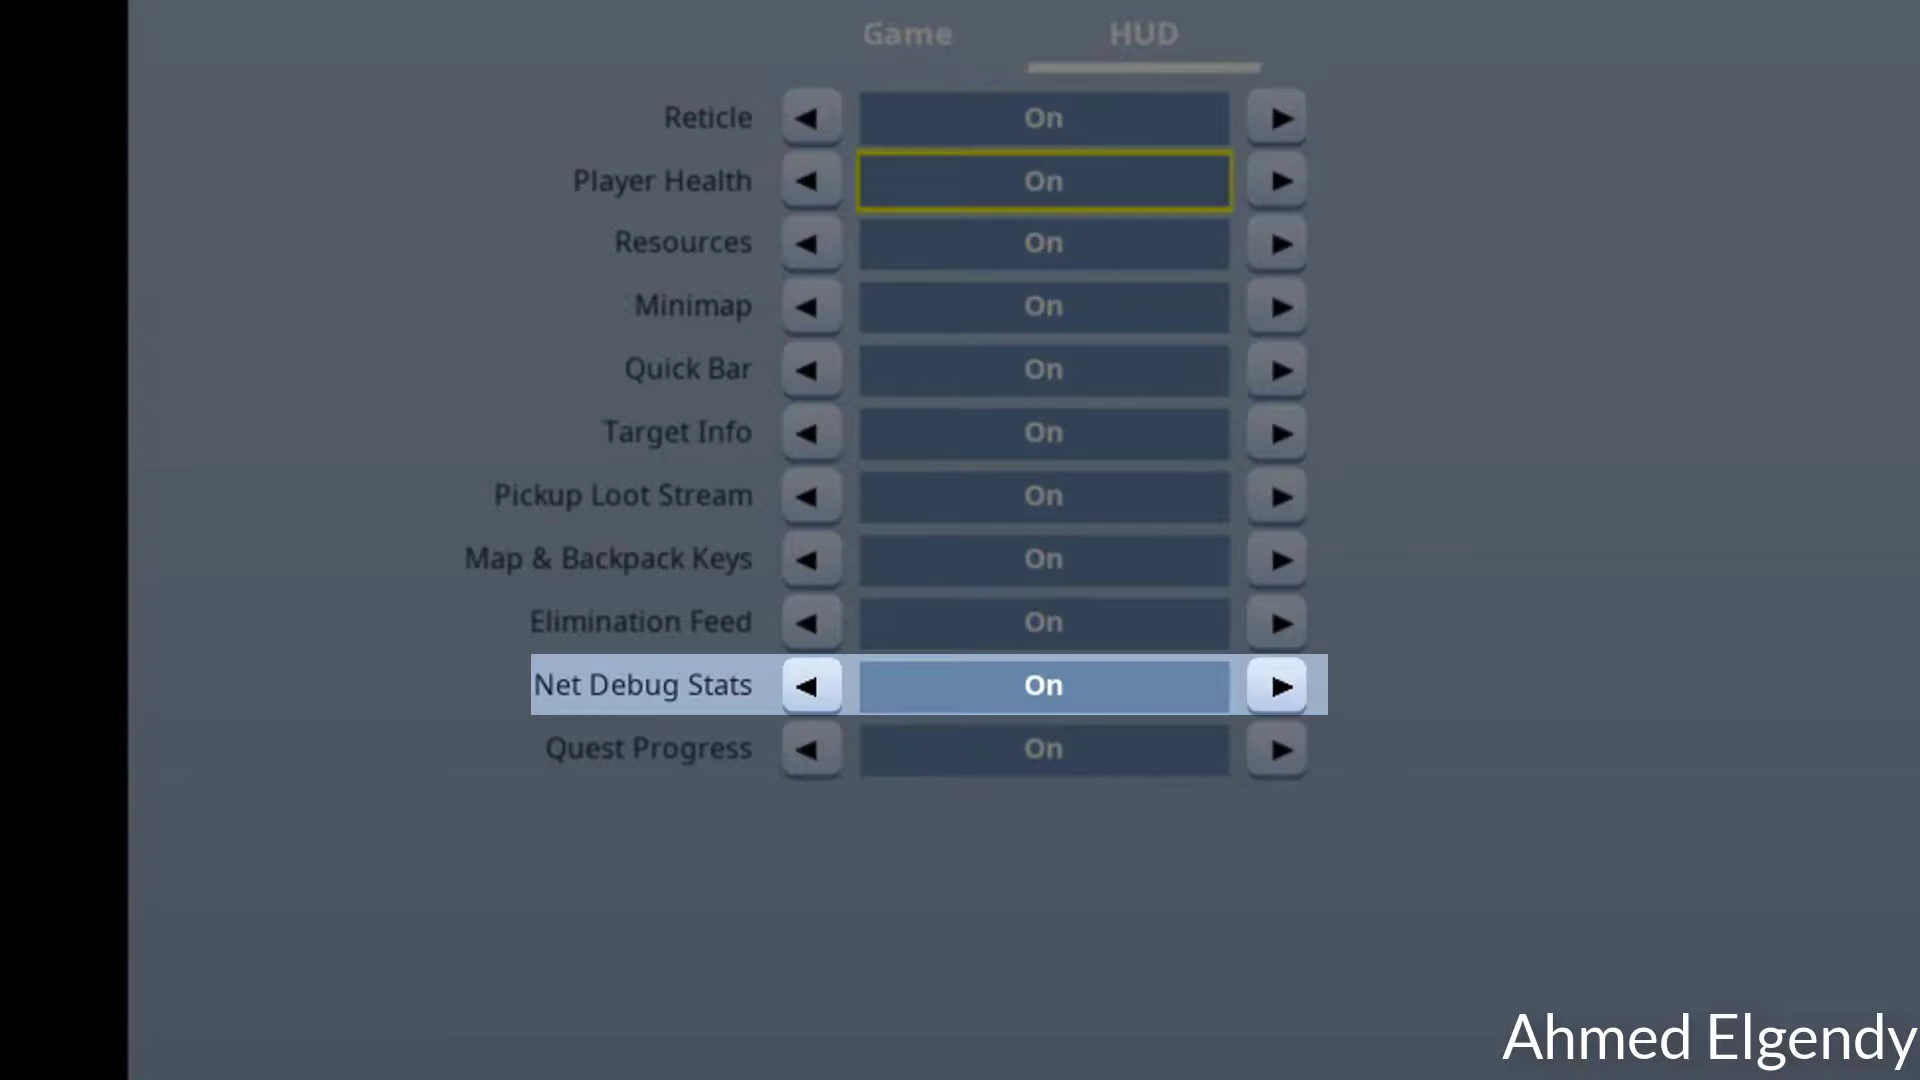 Game HUD
Reticle On
Player Health On
Resources On
Minimap On
Quick Bar On
Target Info On
Pickup Loot Stream On
Map & Backpack Keys On
Elimination Feed On
Net Debug Stats On
Quest Progress On
Ahmed Elgendy